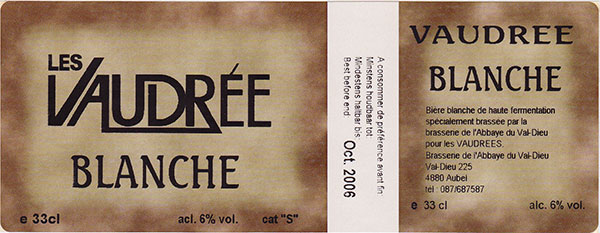 LES
VAUDRÉE
BLANCHE
e 33cl acl. 6% vol. cat "S"
A consommer de préférence avant fin
Minstens houdbaar tot
Mindestens haltbar bis
Best before end
Oct. 2006
VAUDREE
BLANCHE
Bière blanche de haute fermentation
spécialement brassée par la
brasserie de l'Abbaye du Val-Dieu
pour les VAUDREES.
Brasserie de l'Abbaye du Val-Dieu
Val-Dieu 225
4880 Aubel
tel : 087/687587
e 33 cl alc. 6% vol.